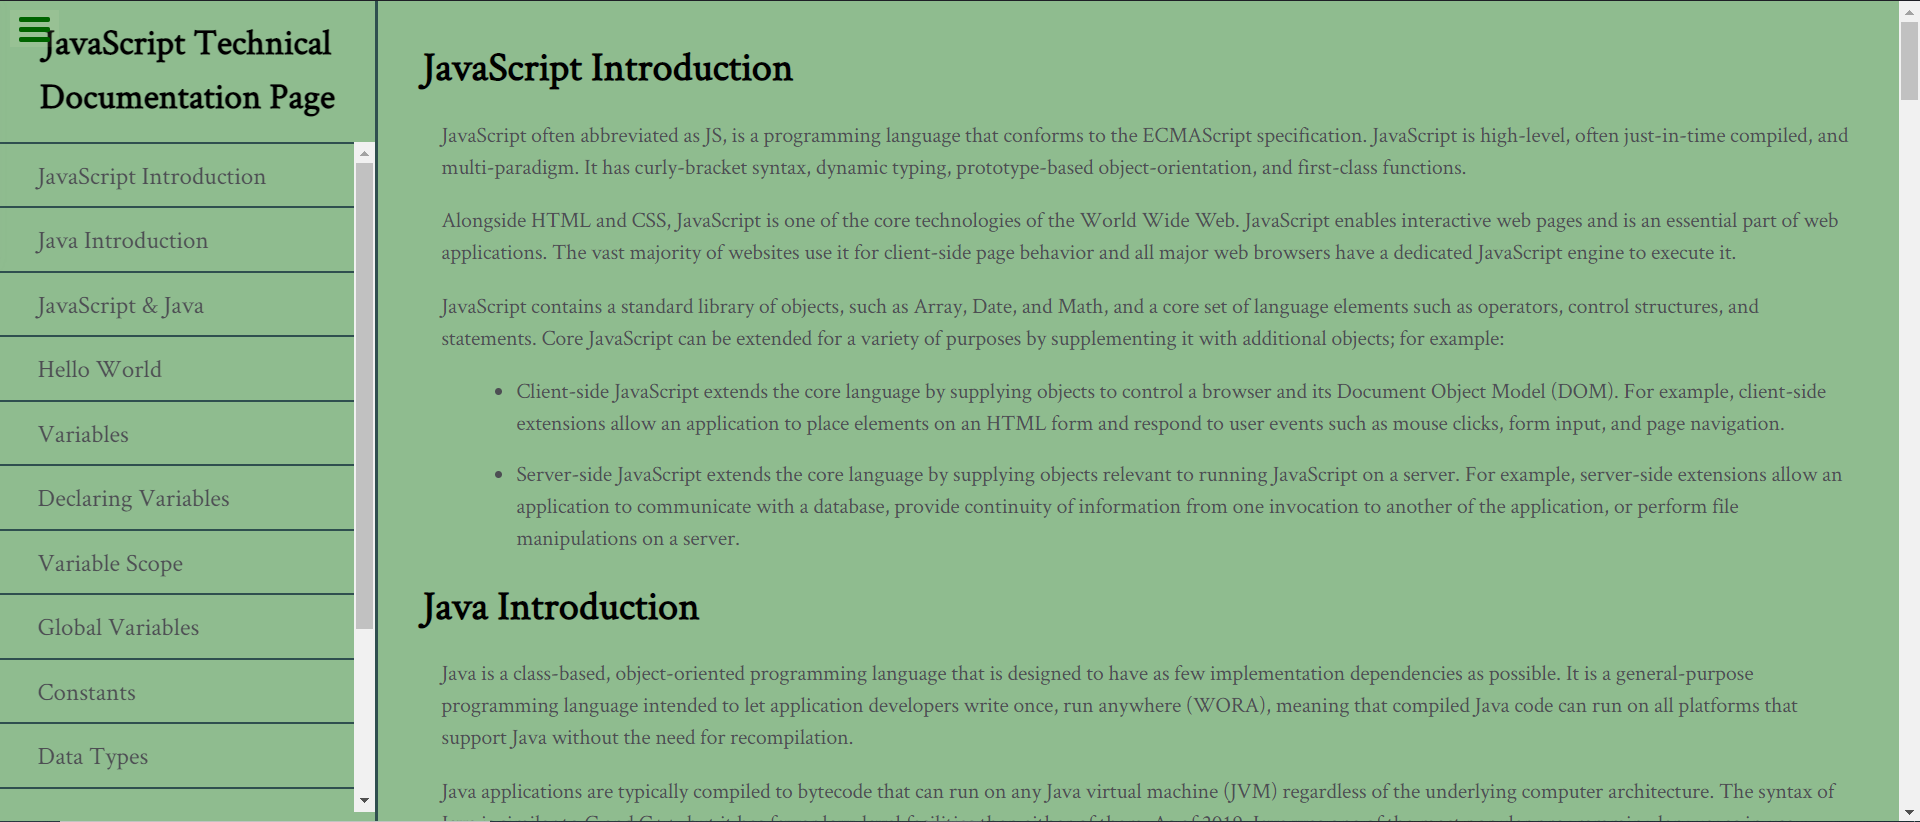 JavaScript Technical
Documentation Page
JavaScript Introduction
Java Introduction
JavaScript & Java
Hello World
Variables
Declaring Variables
Variable Scope
Global Variables
Constants
Data Types
JavaScript Introduction
JavaScript often abbreviated as JS, is a programming language that conforms to the ECMAScript specification. JavaScript is high-level, often just-in-time compiled, and
multi-paradigm. It has curly-bracket syntax, dynamic typing, prototype-based object-orientation, and first-class functions.
Alongside HTML and CSS, JavaScript is one of the core technologies of the World Wide Web. JavaScript enables interactive web pages and is an essential part of web
applications. The vast majority of websites use it for client-side page behavior and all major web browsers have a dedicated JavaScript engine to execute it.
JavaScript contains a standard library of objects, such as Array, Date, and Math, and a core set of language elements such as operators, control structures, and
statements. Core JavaScript can be extended for a variety of purposes by supplementing it with additional objects; for example:
• Client-side JavaScript extends the core language by supplying objects to control a browser and its Document Object Model (DOM). For example, client-side
extensions allow an application to place elements on an HTML form and respond to user events such as mouse clicks, form input, and page navigation.
• Server-side JavaScript extends the core language by supplying objects relevant to running JavaScript on a server. For example, server-side extensions allow an
application to communicate with a database, provide continuity of information from one invocation to another of the application, or perform file
manipulations on a server.
Java Introduction
Java is a class-based, object-oriented programming language that is designed to have as few implementation dependencies as possible. It is a general-purpose
programming language intended to let application developers write once, run anywhere (WORA), meaning that compiled Java code can run on all platforms that
support Java without the need for recompilation.
Java applications are typically compiled to bytecode that can run on any Java virtual machine (JVM) regardless of the underlying computer architecture. The syntax of